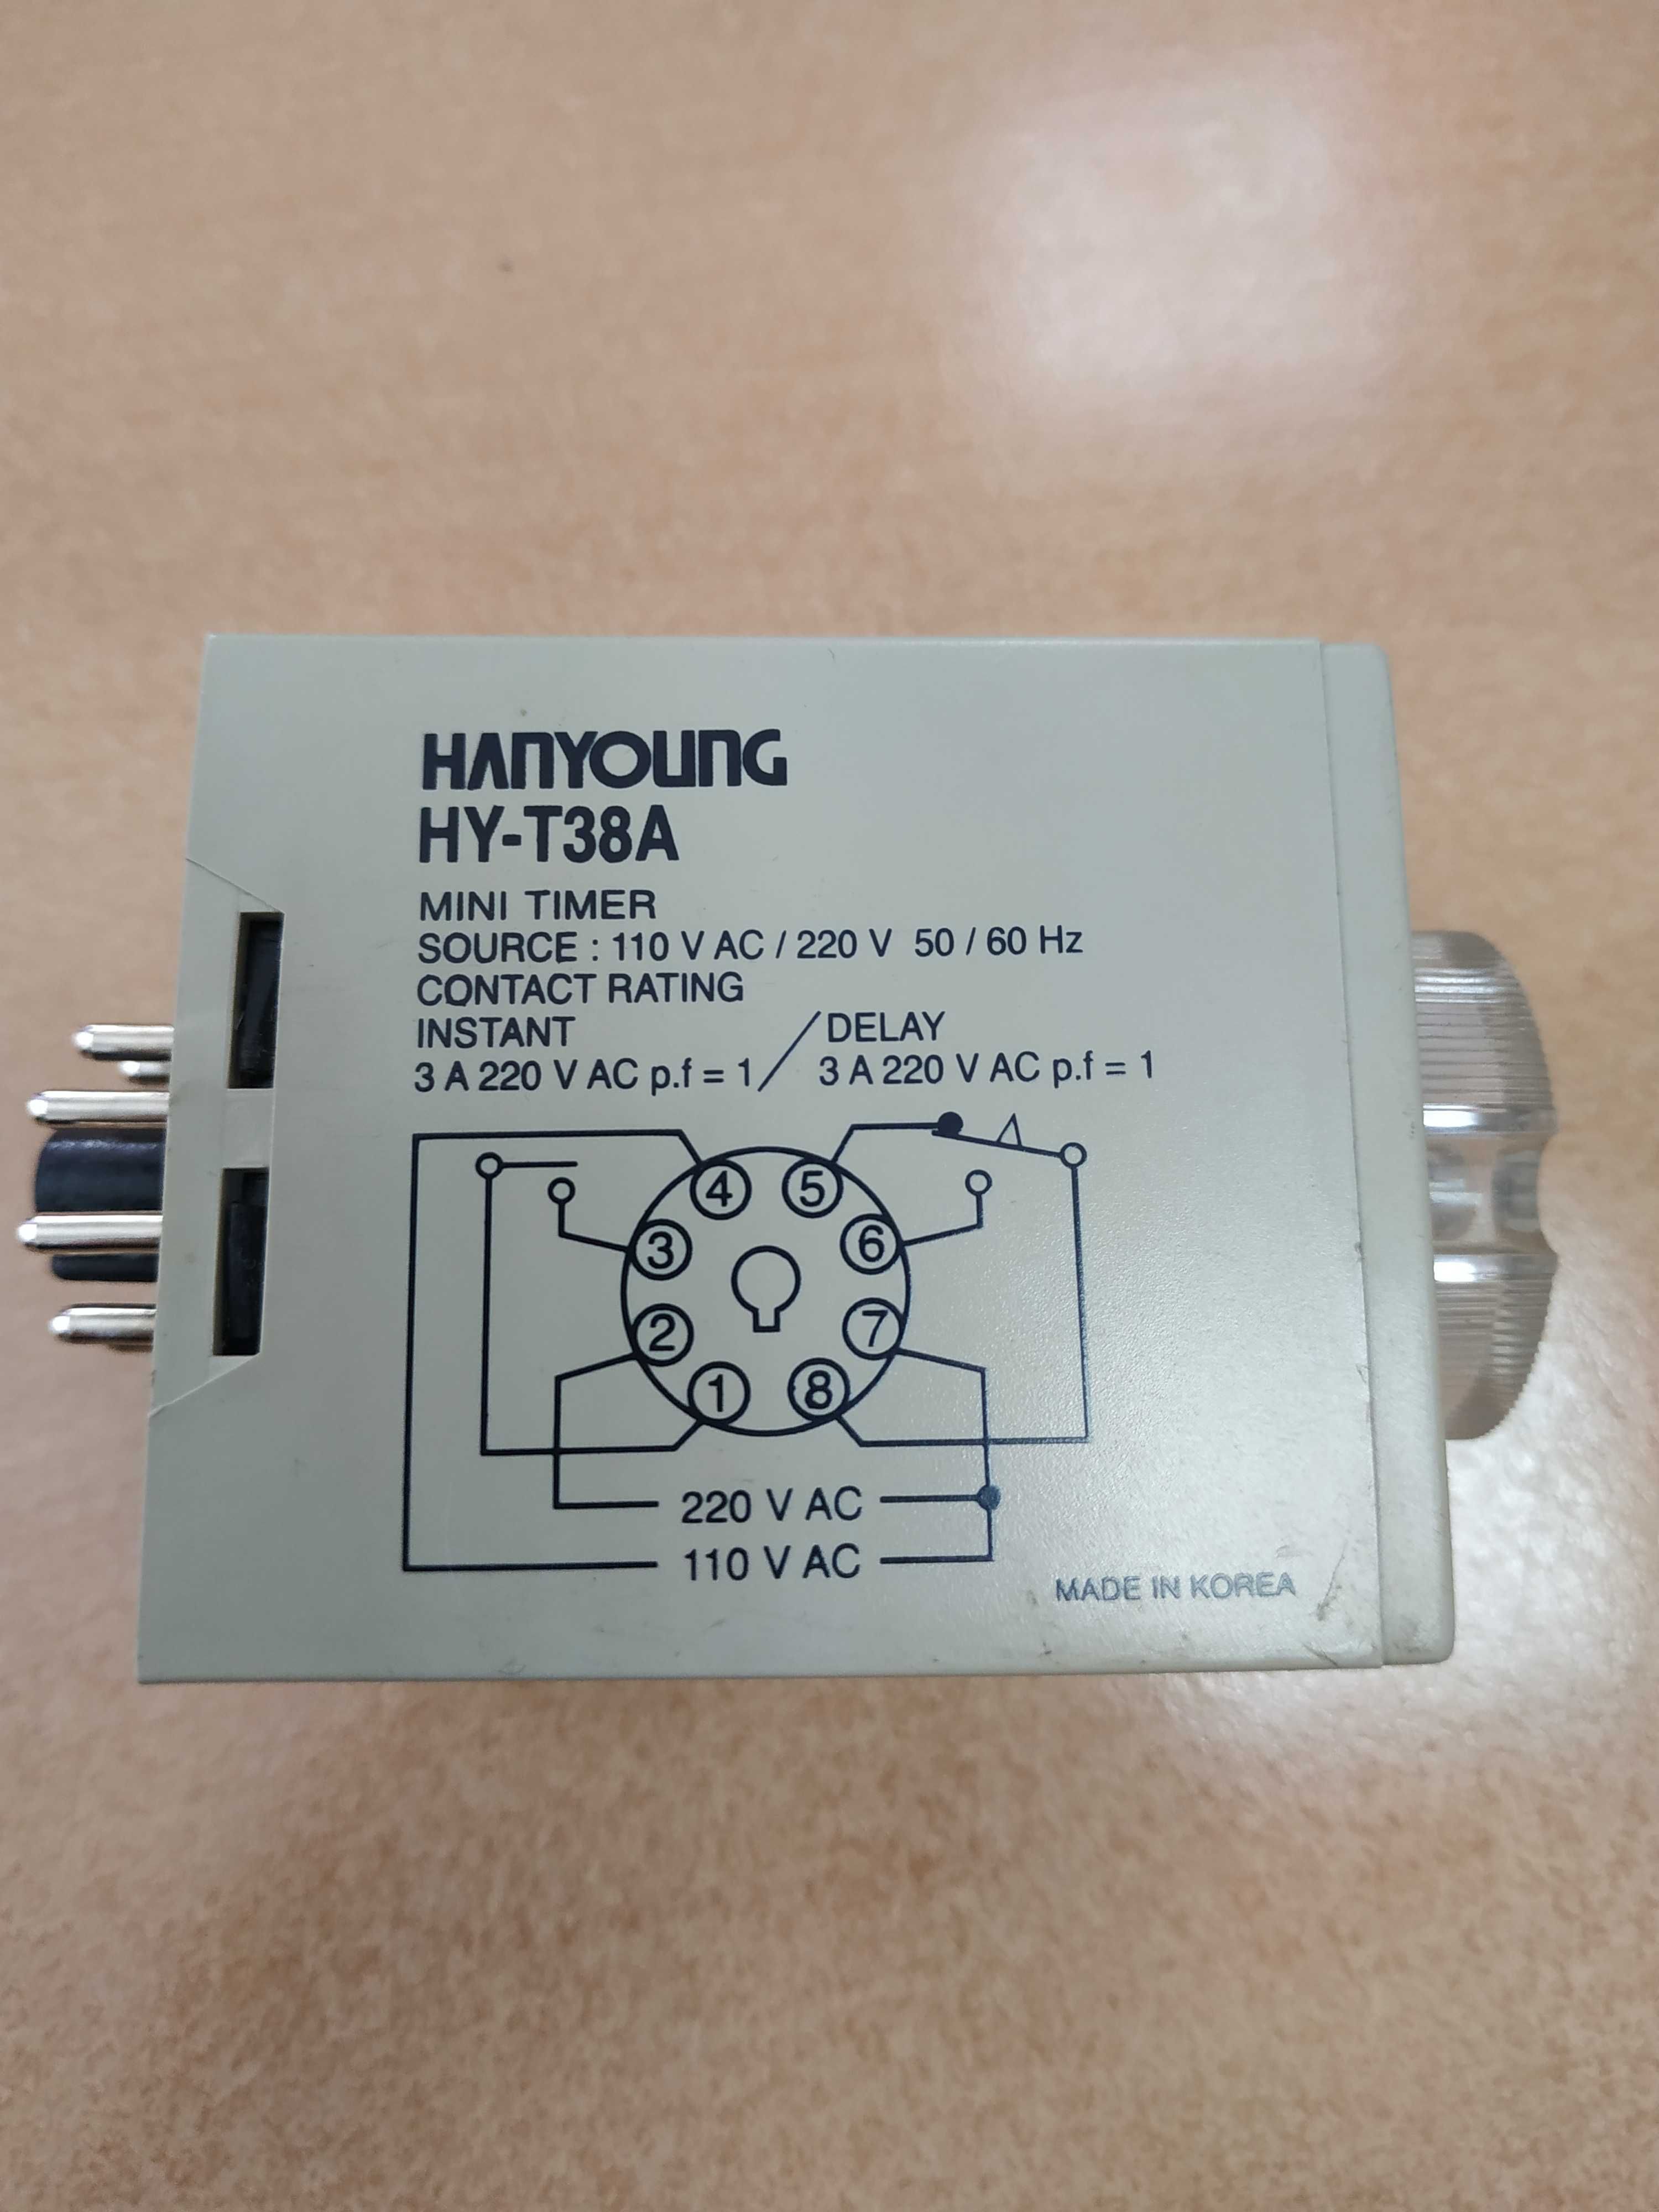 HANYOUNG
HY-T38A
MINI TIMER
SOURCE : 110 V AC / 220 V 50 / 60 Hz
CONTACT RATING
INSTANT / DELAY
3 A 220 V AC p.f = 1 / 3 A 220 V AC p.f = 1
4 5
3 6
2 7
1 8
220 V AC
110 V AC
MADE IN KOREA